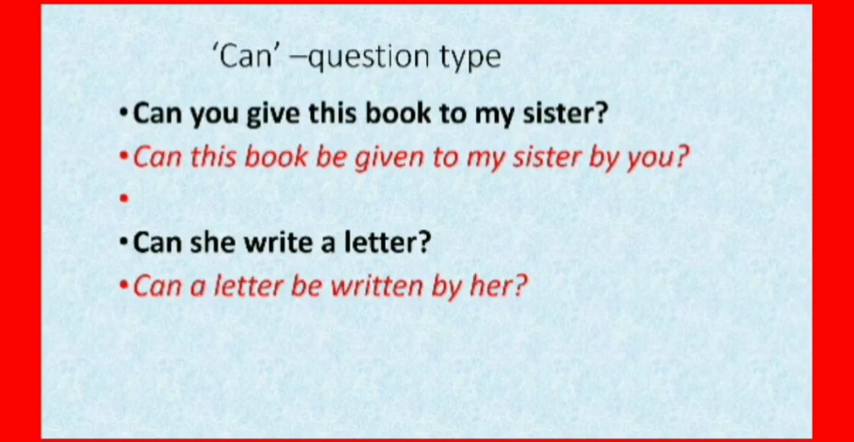 ‘Can’ –question type
•Can you give this book to my sister?
•Can this book be given to my sister by you?
•
•Can she write a letter?
•Can a letter be written by her?